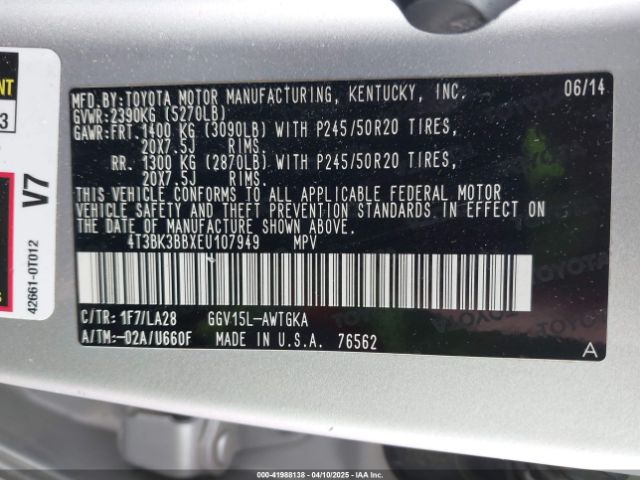 NT
3
V7
42661-0T012
MFD.BY:TOYOTA MOTOR MANUFACTURING, KENTUCKY, INC. 06/14
GVWR:2390KG (5270LB)
GAWR:FRT.1400 KG (3090LB) WITH P245/50R20 TIRES,
20X7.5J RIMS.
RR. 1300 KG (2870LB) WITH P245/50R20 TIRES,
20X7.5J RIMS.
THIS VEHICLE CONFORMS TO ALL APPLICABLE FEDERAL MOTOR
VEHICLE SAFETY AND THEFT PREVENTION STANDARDS IN EFFECT ON
THE DATE OF MANUFACTURE SHOWN ABOVE.
4T3BK3BBXEU107949 MPV
C/TR:1F7/LA28 GGV15L-AWTGKA
A/TM:-02A/U660F MADE IN U.S.A. 76562 A
000-41988138 - 04/10/2025 - IAA Inc.